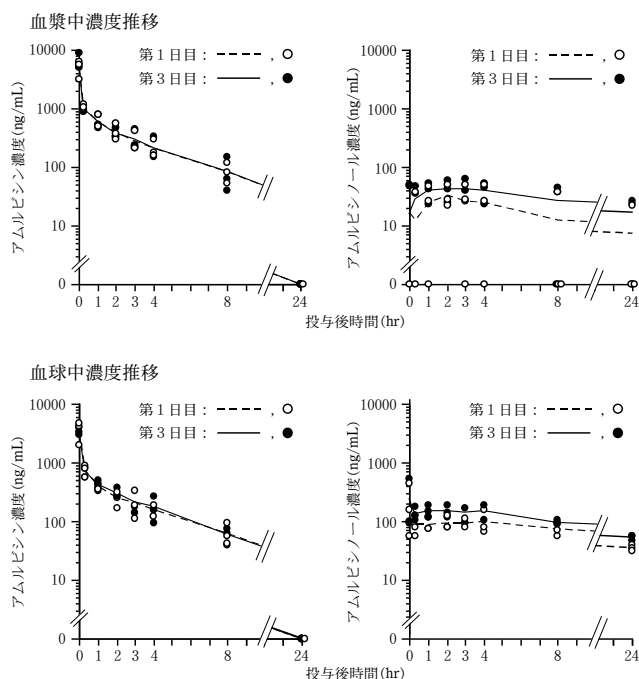 血漿中濃度推移
アムルビシン濃度(ng/mL)
10000
1000
100
10
0
第1日目： ，
第3日目： ，
0 1 2 3 4 8 24
アムルビシノール濃度(ng/mL)
10000
1000
100
10
0
第1日目： ，
第3日目： ，
0 1 2 3 4 8 24
投与後時間(hr)
血球中濃度推移
アムルビシン濃度(ng/mL)
10000
1000
100
10
0
第1日目： ，
第3日目： ，
0 1 2 3 4 8 24
アムルビシノール濃度(ng/mL)
10000
1000
100
10
0
第1日目： ，
第3日目： ，
0 1 2 3 4 8 24
投与後時間(hr)